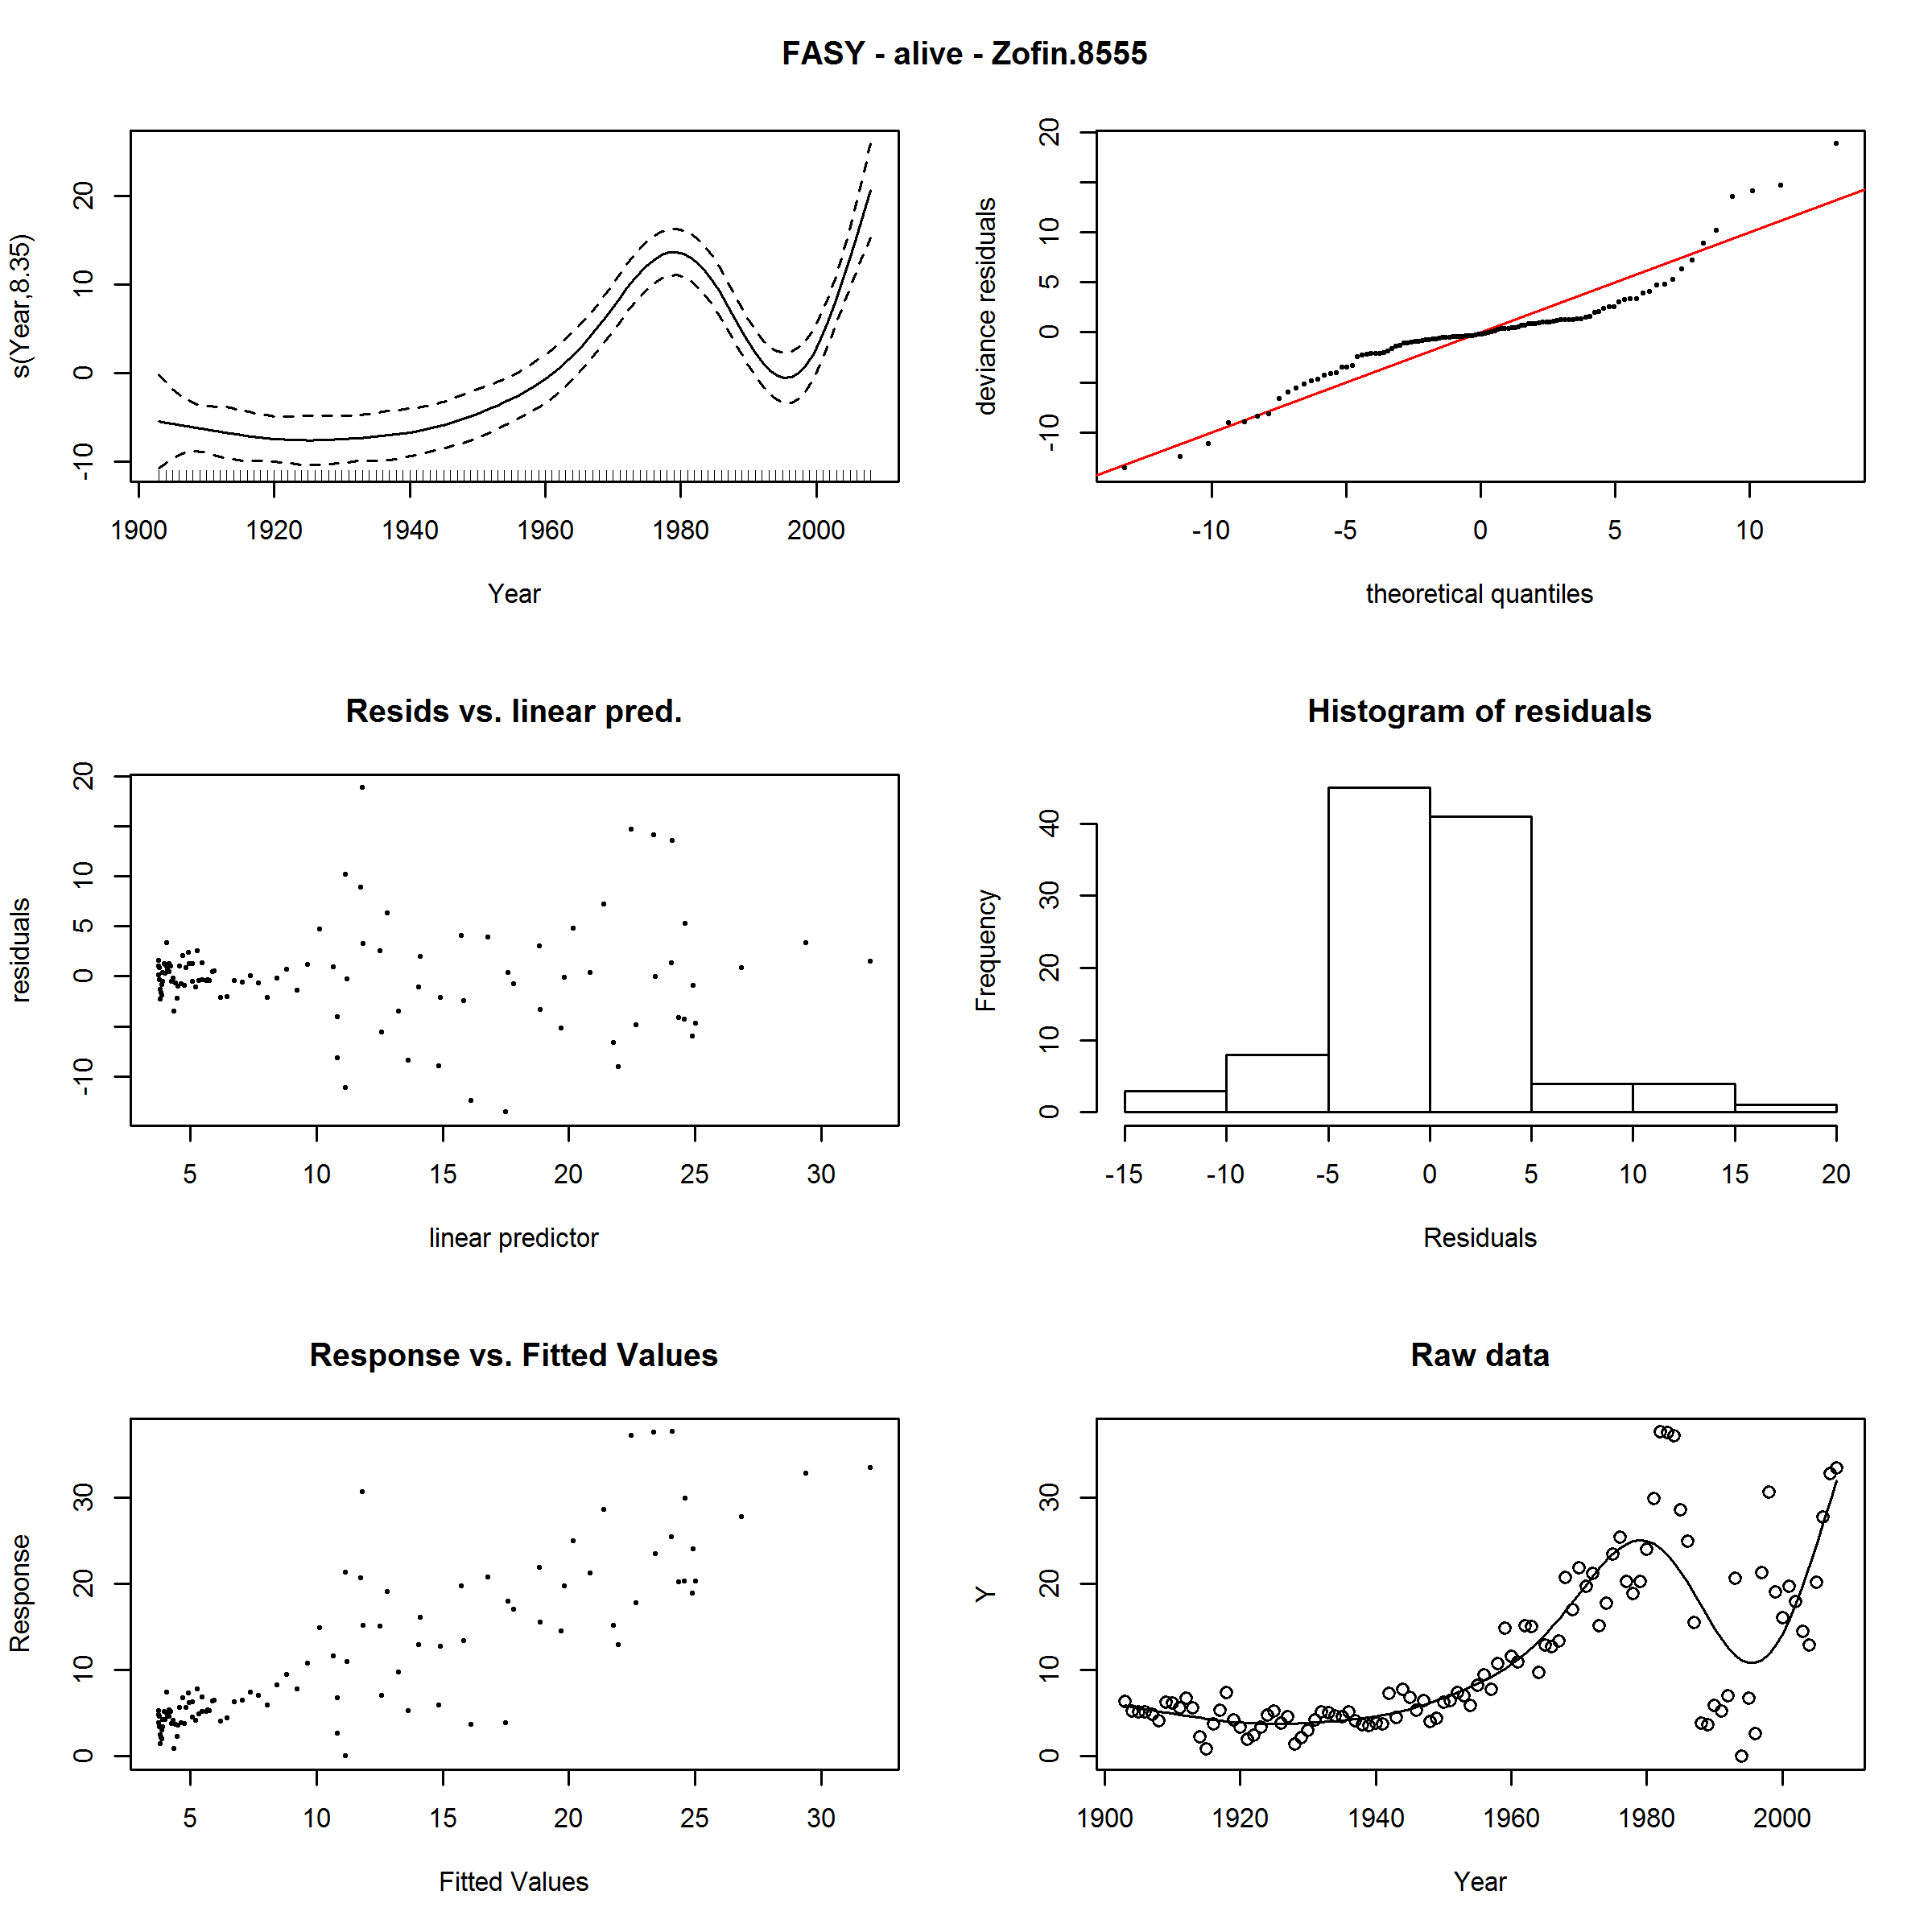 FASY - alive - Zofin.8555
s(Year,8.35)
-10 0 10 20
1900 1920 1940 1960 1980 2000
Year
deviance residuals
-10 0 5 10 20
-10 -5 0 5 10
theoretical quantiles
Resids vs. linear pred.
residuals
-10 0 5 10 20
5 10 15 20 25 30
linear predictor
Histogram of residuals
Frequency
0 10 20 30 40
-15 -10 -5 0 5 10 15 20
Residuals
Response vs. Fitted Values
Response
0 10 20 30
5 10 15 20 25 30
Fitted Values
Raw data
Y
0 10 20 30
1900 1920 1940 1960 1980 2000
Year